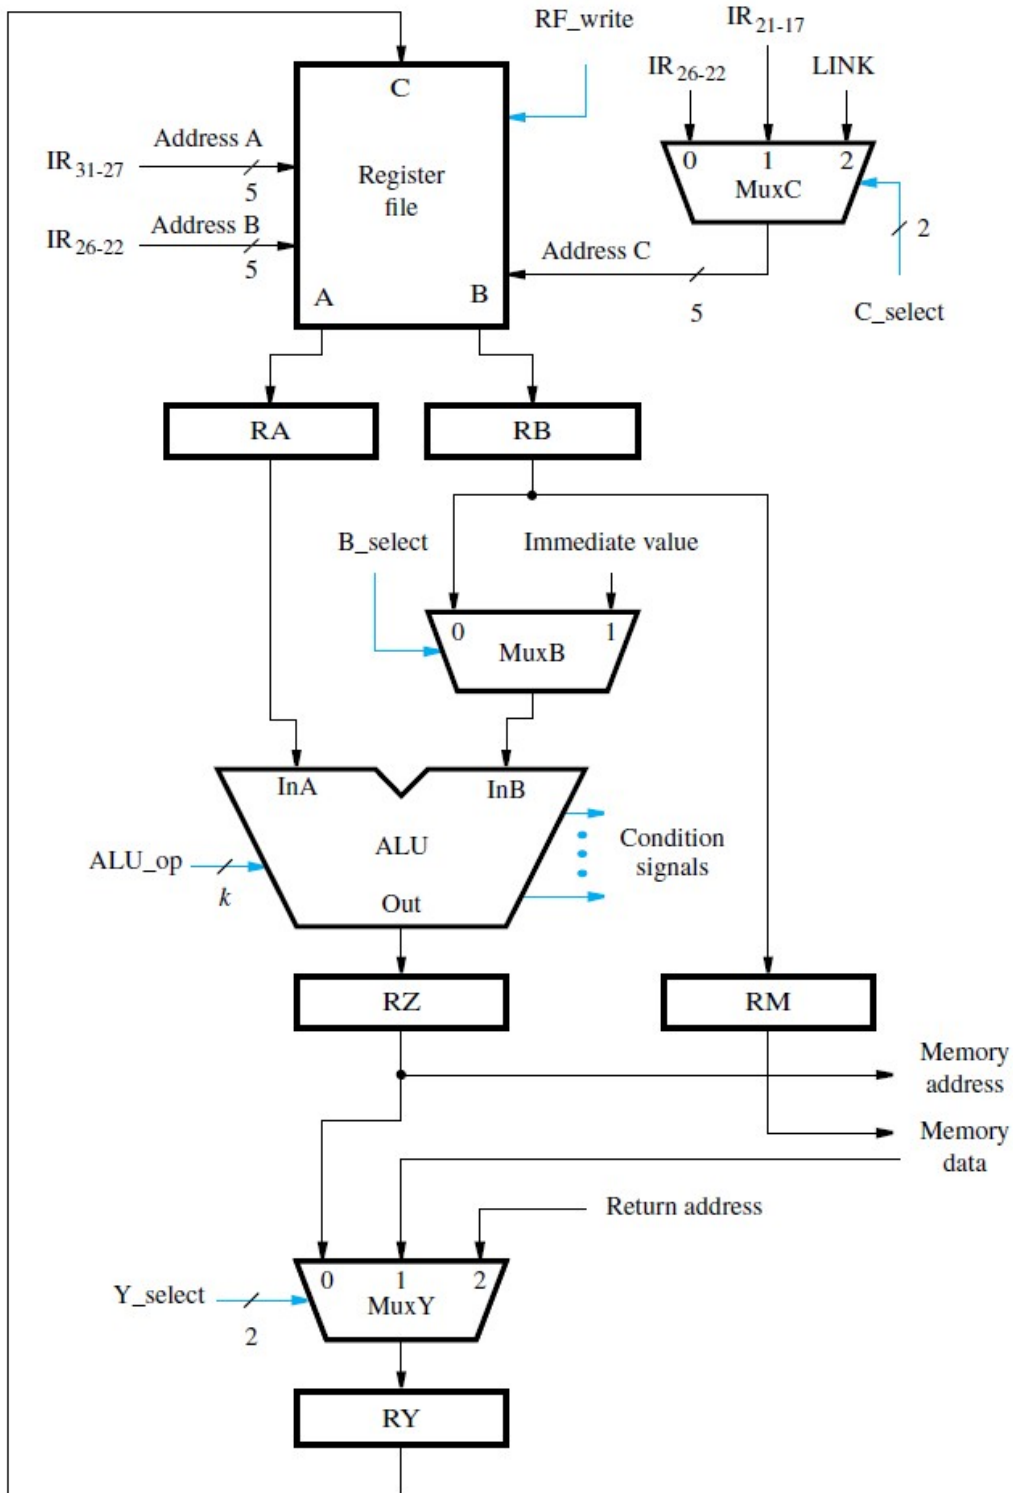 RF_write
IR21-17
IR26-22
LINK
C
0 1 2
MuxC
Address A
IR31-27
5
Register
file
2
Address B
IR26-22
5
Address C
5
C_select
A
B
RA
RB
B_select
Immediate value
0 1
MuxB
InA
InB
ALU_op
k
ALU
Condition
signals
Out
RZ
RM
Memory
address
Memory
data
Return address
Y_select
2
0 1 2
MuxY
RY